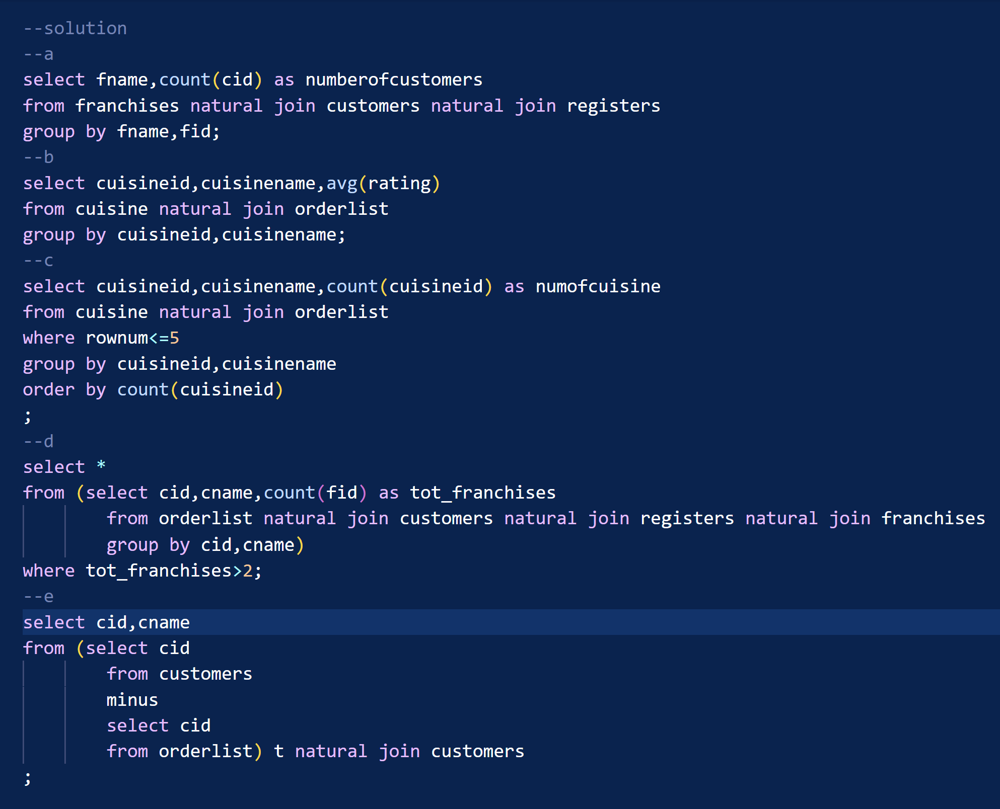 --solution
--a
select fname,count(cid) as numberofcustomers
from franchises natural join customers natural join registers
group by fname,fid;
--b
select cuisineid,cuisinename,avg(rating)
from cuisine natural join orderlist
group by cuisineid,cuisinename;
--c
select cuisineid,cuisinename,count(cuisineid) as numofcuisine
from cuisine natural join orderlist
where rownum<=5
group by cuisineid,cuisinename
order by count(cuisineid)
;
--d
select *
from (select cid,cname,count(fid) as tot_franchises
        from orderlist natural join customers natural join registers natural join franchises
        group by cid,cname)
where tot_franchises>2;
--e
select cid,cname
from (select cid
        from customers
        minus
        select cid
        from orderlist) t natural join customers
;